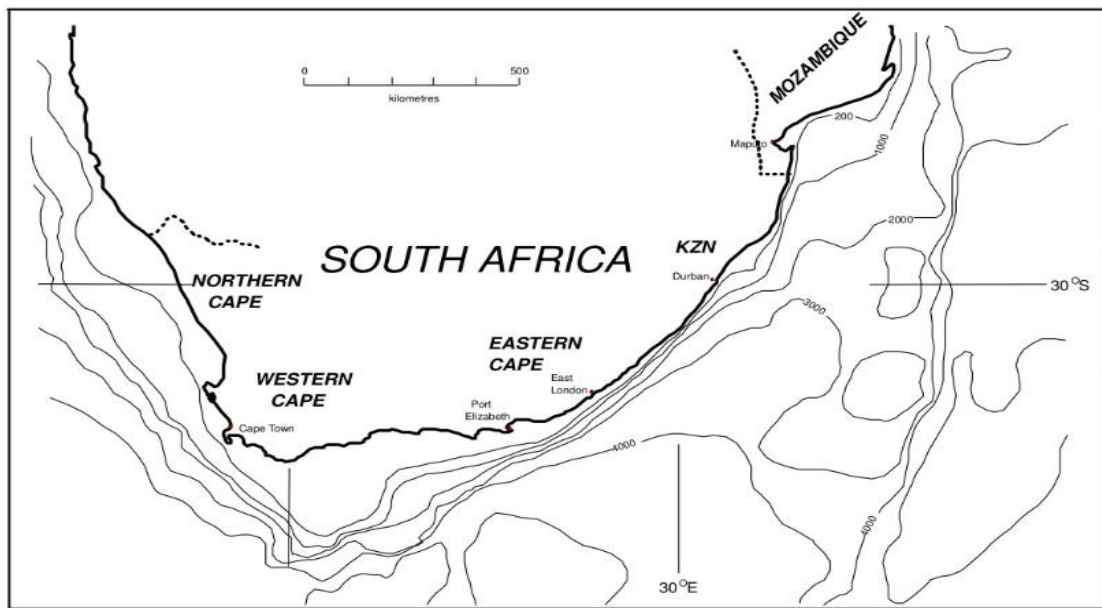 0
500
kilometres
MOZAMBIQUE
200
1000
Maputo
2000
SOUTH AFRICA
KZN
Durban
30 °S
NORTHERN
CAPE
3000
EASTERN
CAPE
WESTERN
CAPE
East
London
Port
Elizabeth
Cape Town
4000
4000
30 °E